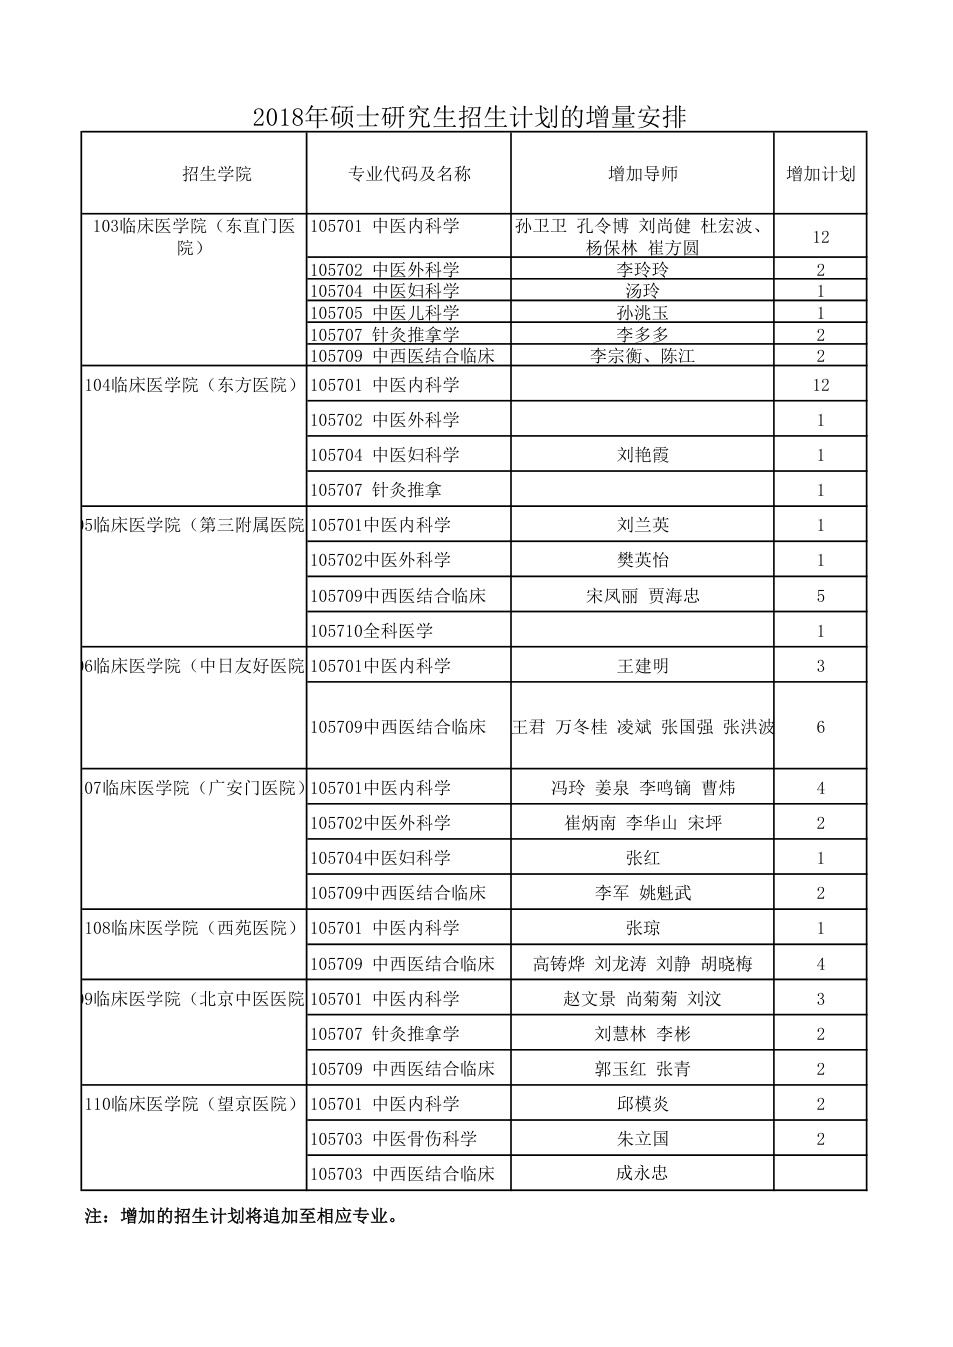 2018年硕士研究生招生计划的增量安排
招生学院 专业代码及名称 增加导师 增加计划
103临床医学院（东直门医院） 105701 中医内科学 孙卫卫 孔令博 刘尚健 杜宏波、杨保林 崔方圆 12
105702 中医外科学 李玲玲 2
105704 中医妇科学 汤玲 1
105705 中医儿科学 孙洮玉 1
105707 针灸推拿学 李多多 2
105709 中西医结合临床 李宗衡、陈江 2
104临床医学院（东方医院） 105701 中医内科学 12
105702 中医外科学 1
105704 中医妇科学 刘艳霞 1
105707 针灸推拿 1
5临床医学院（第三附属医院 105701中医内科学 刘兰英 1
105702中医外科学 樊英怡 1
105709中西医结合临床 宋凤丽 贾海忠 5
105710全科医学 1
6临床医学院（中日友好医院 105701中医内科学 王建明 3
105709中西医结合临床 王君 万冬桂 凌斌 张国强 张洪波 6
07临床医学院（广安门医院） 105701中医内科学 冯玲 姜泉 李鸣镝 曹炜 4
105702中医外科学 崔炳南 李华山 宋坪 2
105704中医妇科学 张红 1
105709中西医结合临床 李军 姚魁武 2
108临床医学院（西苑医院） 105701 中医内科学 张琼 1
105709 中西医结合临床 高铸烨 刘龙涛 刘静 胡晓梅 4
9临床医学院（北京中医医院 105701 中医内科学 赵文景 尚菊菊 刘汶 3
105707 针灸推拿学 刘慧林 李彬 2
105709 中西医结合临床 郭玉红 张青 2
110临床医学院（望京医院） 105701 中医内科学 邱模炎 2
105703 中医骨伤科学 朱立国 2
105703 中西医结合临床 成永忠
注：增加的招生计划将追加至相应专业。